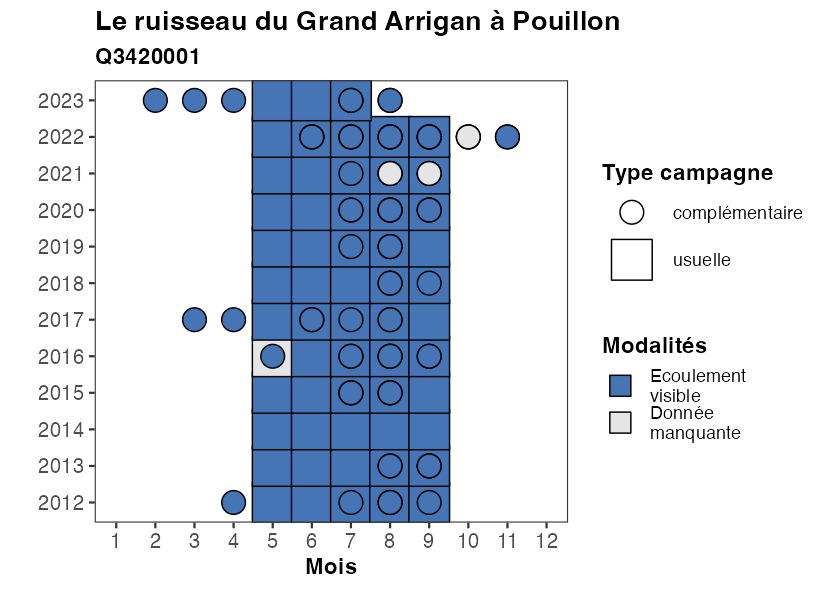 Le ruisseau du Grand Arrigan à Pouillon
Q3420001
2023
2022
2021
2020
2019
2018
2017
2016
2015
2014
2013
2012
1 2 3 4 5 6 7 8 9 10 11 12
Mois
Type campagne
complémentaire
usuelle
Modalités
Ecoulement
visible
Donnée
manquante